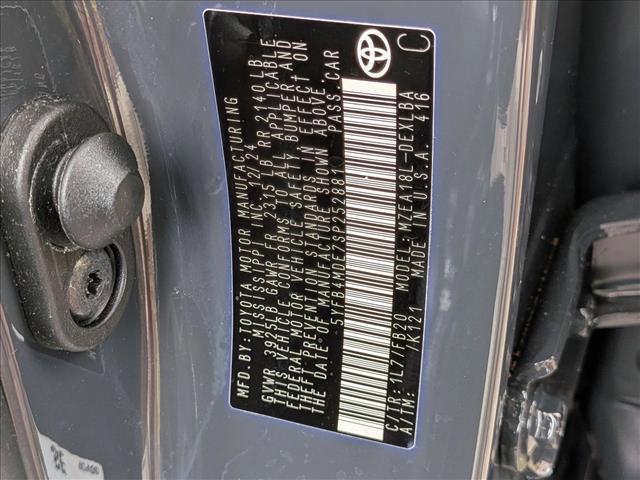 MFD. BY: TOYOTA MOTOR MANUFACTURING
MISSISSIPPI INC. 12/24
GVWR 3925LB GAWR FR 2315 LB RR 2140LB
THIS VEHICLE CONFORMS TO ALL APPLICABLE
FEDERAL MOTOR VEHICLE SAFETY BUMPER, AND
THEFT PREVENTION STANDARDS IN EFFECT ON
THE DATE OF MANUFACTURE SHOWN ABOVE.
PASS. CAR
C
C/TR: 1L7/FB20
MODEL: MZEA18L-DEXLBA
A/TM: /K121
MADE IN U.S.A. 416